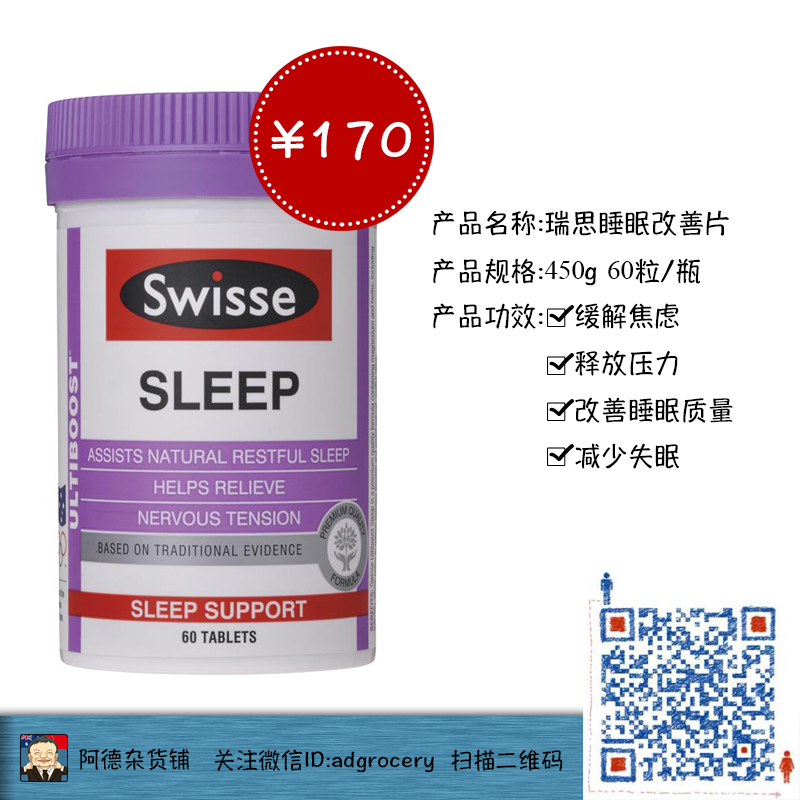 ¥170
产品名称:瑞思睡眠改善片
产品规格:450g 60粒/瓶
产品功效:☑缓解焦虑
☑释放压力
☑改善睡眠质量
☑减少失眠
Swisse
SLEEP
ULTIBOOST
ASSISTS NATURAL RESTFUL SLEEP
HELPS RELIEVE
NERVOUS TENSION
BASED ON TRADITIONAL EVIDENCE
PREMIUM QUALITY
FORMULA
SLEEP SUPPORT
60 TABLETS
阿德杂货铺 关注微信ID:adgrocery 扫描二维码